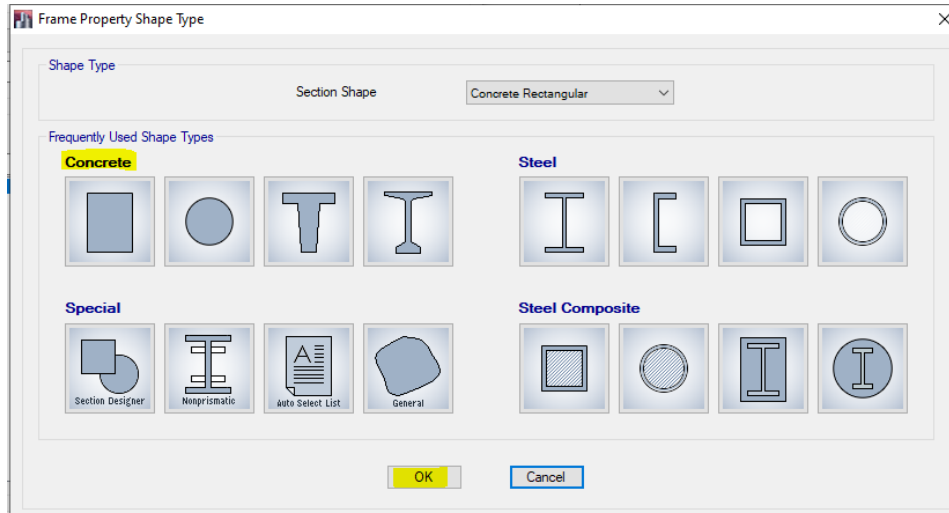 Frame Property Shape Type
Shape Type
Section Shape
Concrete Rectangular
Frequently Used Shape Types
Concrete
Steel
Special
Section Designer
Nonprismatic
A
Auto Select List
General
Steel Composite
OK
Cancel